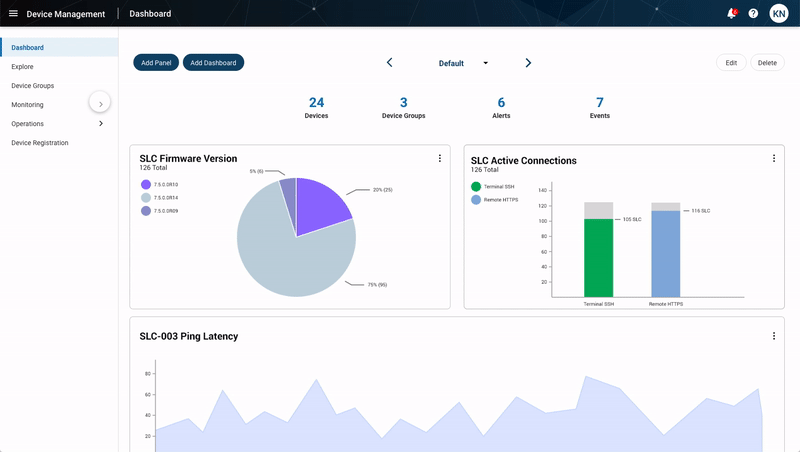 Device Management
Dashboard
6
KN
Dashboard
Explore
Device Groups
Monitoring
Operations
Device Registration
Add Panel
Add Dashboard
Default
Edit
Delete
24
Devices
3
Device Groups
6
Alerts
7
Events
SLC Firmware Version
126 Total
7.5.0.0R10
7.5.0.0R14
7.5.0.0R09
5% (6)
20% (25)
75% (95)
SLC Active Connections
126 Total
Terminal SSH
Remote HTTPS
140
120
100
80
60
40
20
105 SLC
116 SLC
Terminal SSH
Remote HTTPS
SLC-003 Ping Latency
80
60
40
20